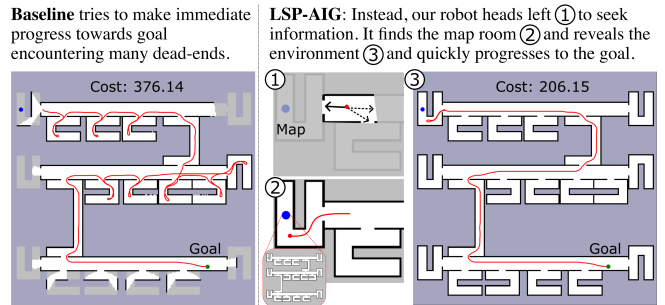 Baseline tries to make immediate
progress towards goal
encountering many dead-ends.
LSP-AIG: Instead, our robot heads left ① to seek
information. It finds the map room ② and reveals the
environment ③ and quickly progresses to the goal.
Cost: 376.14
Goal
①
Map
②
③
Cost: 206.15
Goal